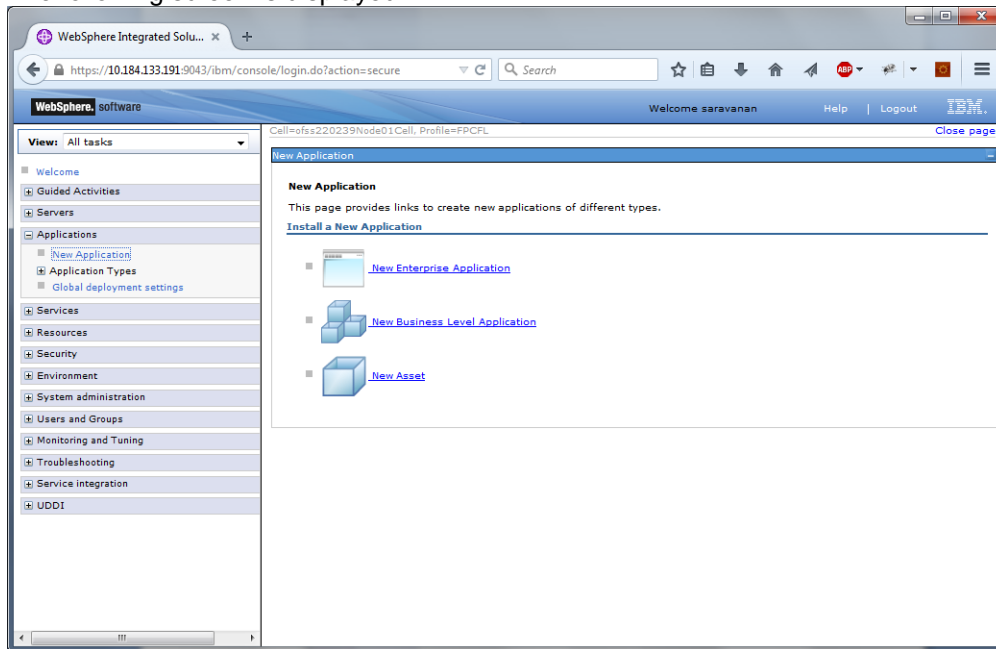 WebSphere Integrated Solu... × +
https://10.184.133.191:9043/ibm/console/login.do?action=secure
Search
ABP
WebSphere. software
Welcome saravanan
Help | Logout
IBM.
View: All tasks
Cell=ofss220239Node01Cell, Profile=FPCFL
Close page
Welcome
Guided Activities
Servers
Applications
New Application
Application Types
Global deployment settings
Services
Resources
Security
Environment
System administration
Users and Groups
Monitoring and Tuning
Troubleshooting
Service integration
UDDI
New Application
New Application
This page provides links to create new applications of different types.
Install a New Application
New Enterprise Application
New Business Level Application
New Asset